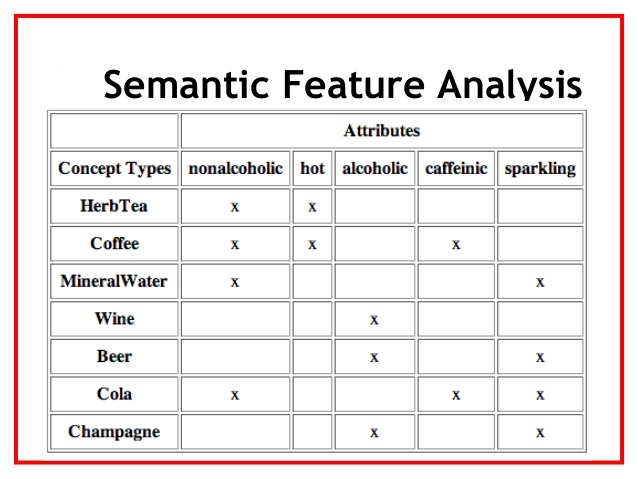 Semantic Feature Analysis
Attributes
Concept Types nonalcoholic hot alcoholic caffeinic sparkling
HerbTea x x
Coffee x x x
MineralWater x x
Wine x
Beer x x
Cola x x x
Champagne x x